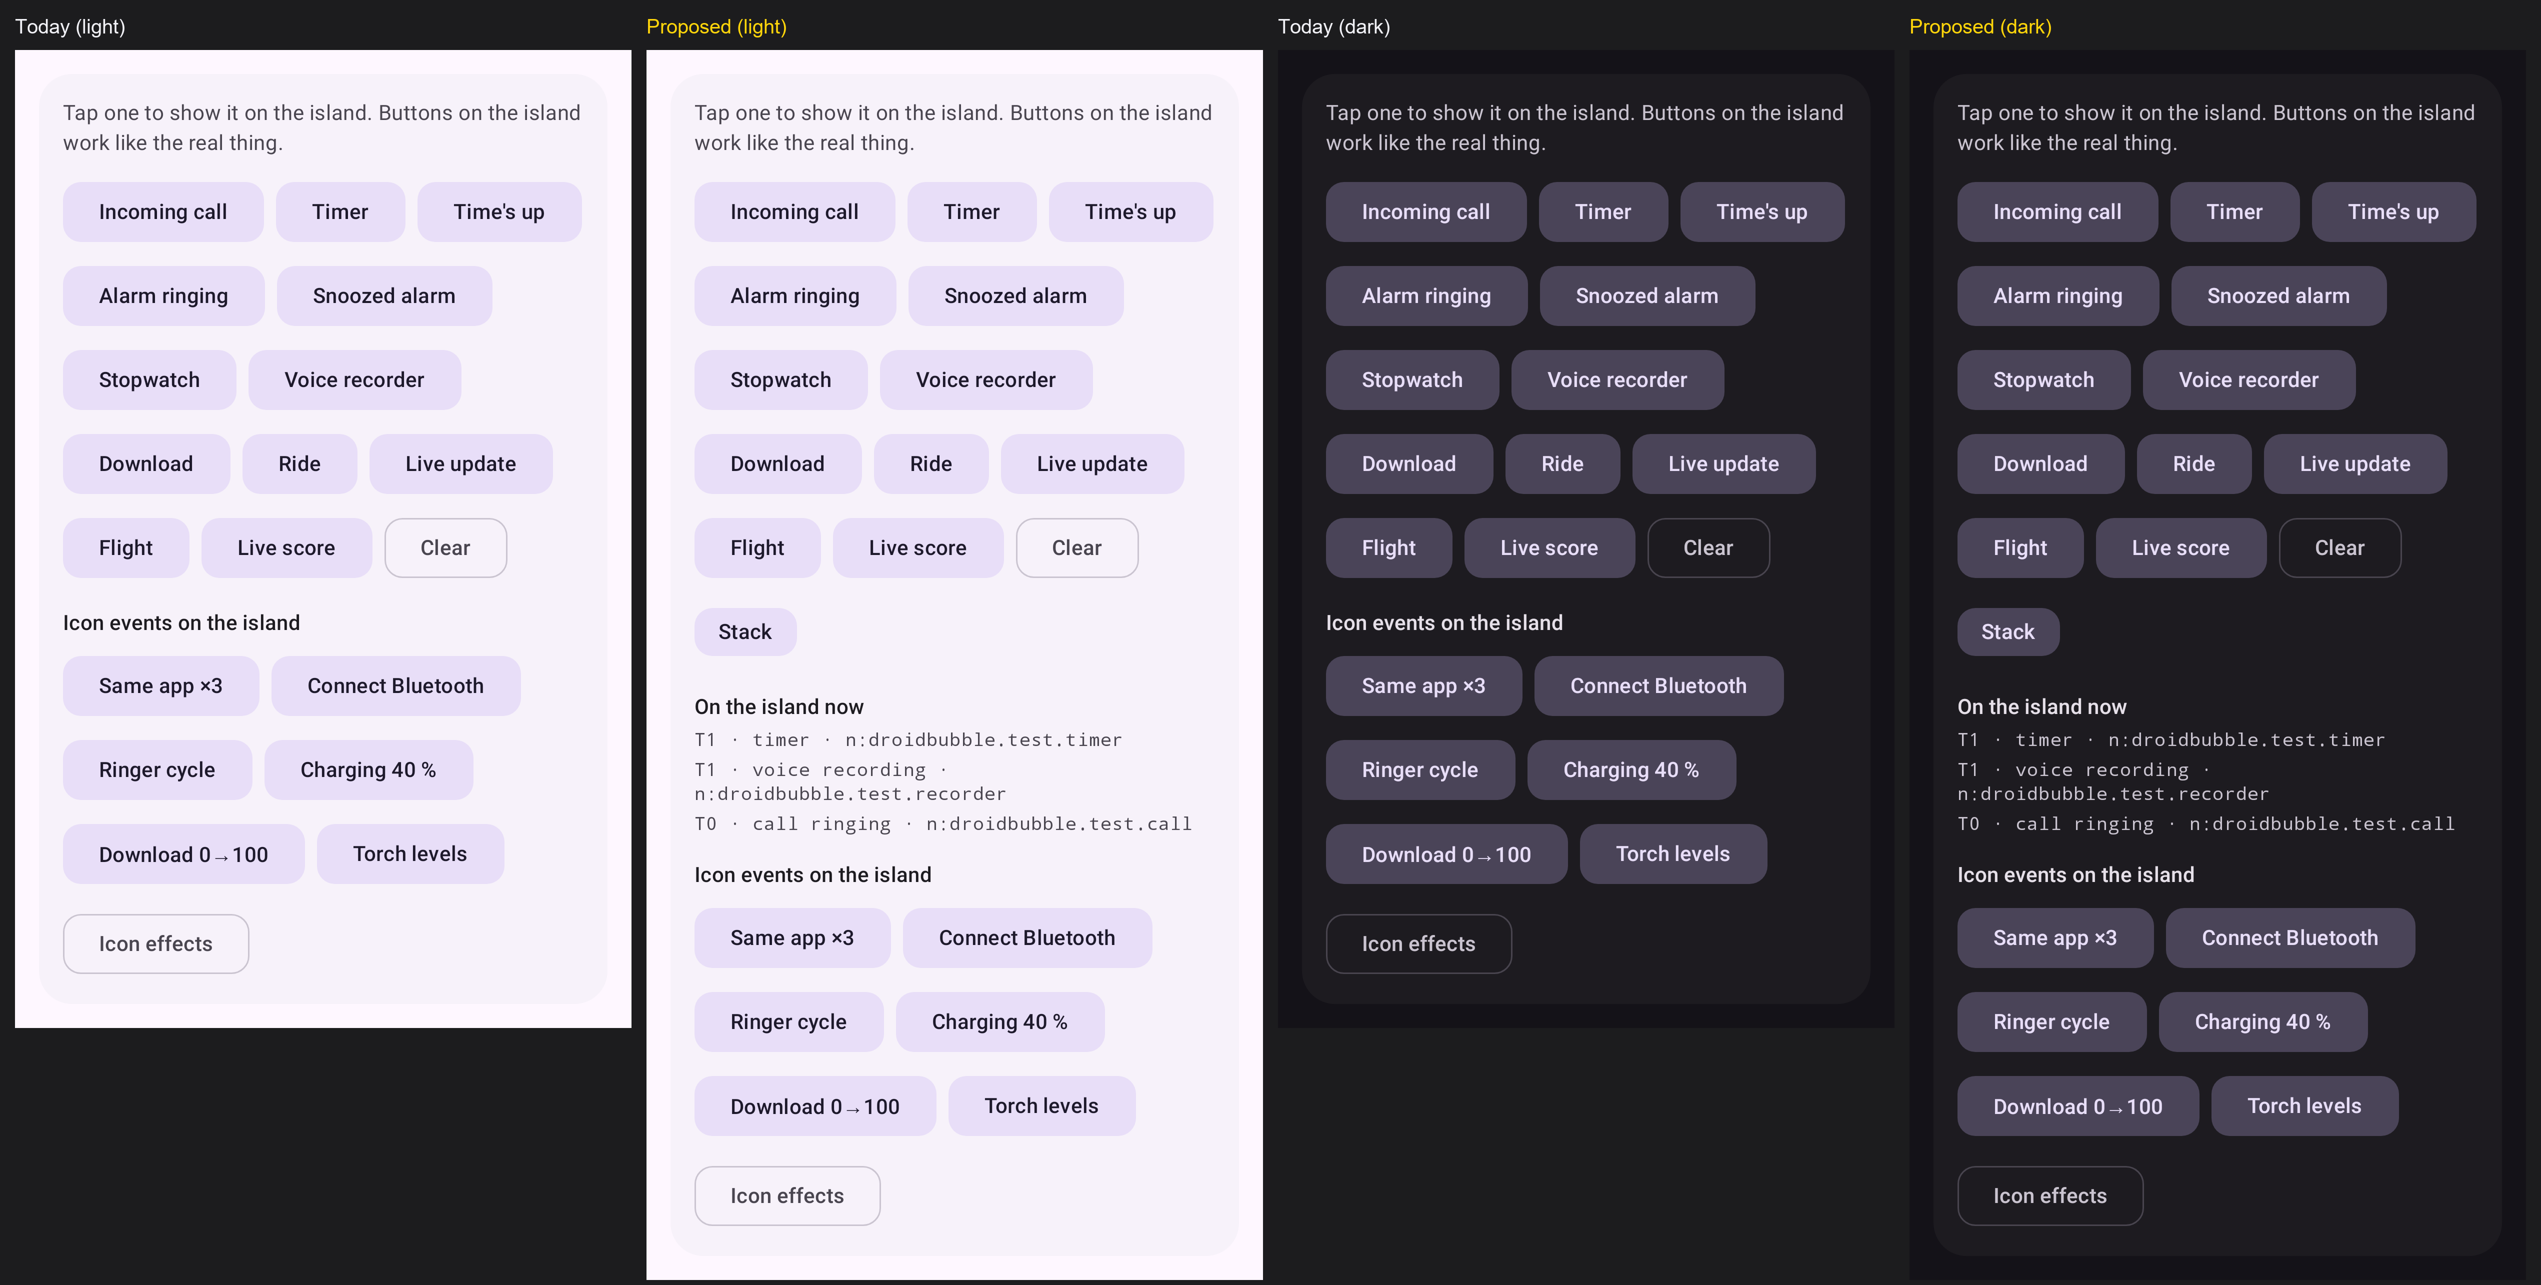 Today (light)
Tap one to show it on the island. Buttons on the island
work like the real thing.
Incoming call Timer Time's up
Alarm ringing Snoozed alarm
Stopwatch Voice recorder
Download Ride Live update
Flight Live score Clear
Icon events on the island
Same app ×3 Connect Bluetooth
Ringer cycle Charging 40 %
Download 0→100 Torch levels
Icon effects
Proposed (light)
Tap one to show it on the island. Buttons on the island
work like the real thing.
Incoming call Timer Time's up
Alarm ringing Snoozed alarm
Stopwatch Voice recorder
Download Ride Live update
Flight Live score Clear
Stack
On the island now
T1 · timer · n:droidbubble.test.timer
T1 · voice recording ·
n:droidbubble.test.recorder
T0 · call ringing · n:droidbubble.test.call
Icon events on the island
Same app ×3 Connect Bluetooth
Ringer cycle Charging 40 %
Download 0→100 Torch levels
Icon effects
Today (dark)
Tap one to show it on the island. Buttons on the island
work like the real thing.
Incoming call Timer Time's up
Alarm ringing Snoozed alarm
Stopwatch Voice recorder
Download Ride Live update
Flight Live score Clear
Icon events on the island
Same app ×3 Connect Bluetooth
Ringer cycle Charging 40 %
Download 0→100 Torch levels
Icon effects
Proposed (dark)
Tap one to show it on the island. Buttons on the island
work like the real thing.
Incoming call Timer Time's up
Alarm ringing Snoozed alarm
Stopwatch Voice recorder
Download Ride Live update
Flight Live score Clear
Stack
On the island now
T1 · timer · n:droidbubble.test.timer
T1 · voice recording ·
n:droidbubble.test.recorder
T0 · call ringing · n:droidbubble.test.call
Icon events on the island
Same app ×3 Connect Bluetooth
Ringer cycle Charging 40 %
Download 0→100 Torch levels
Icon effects